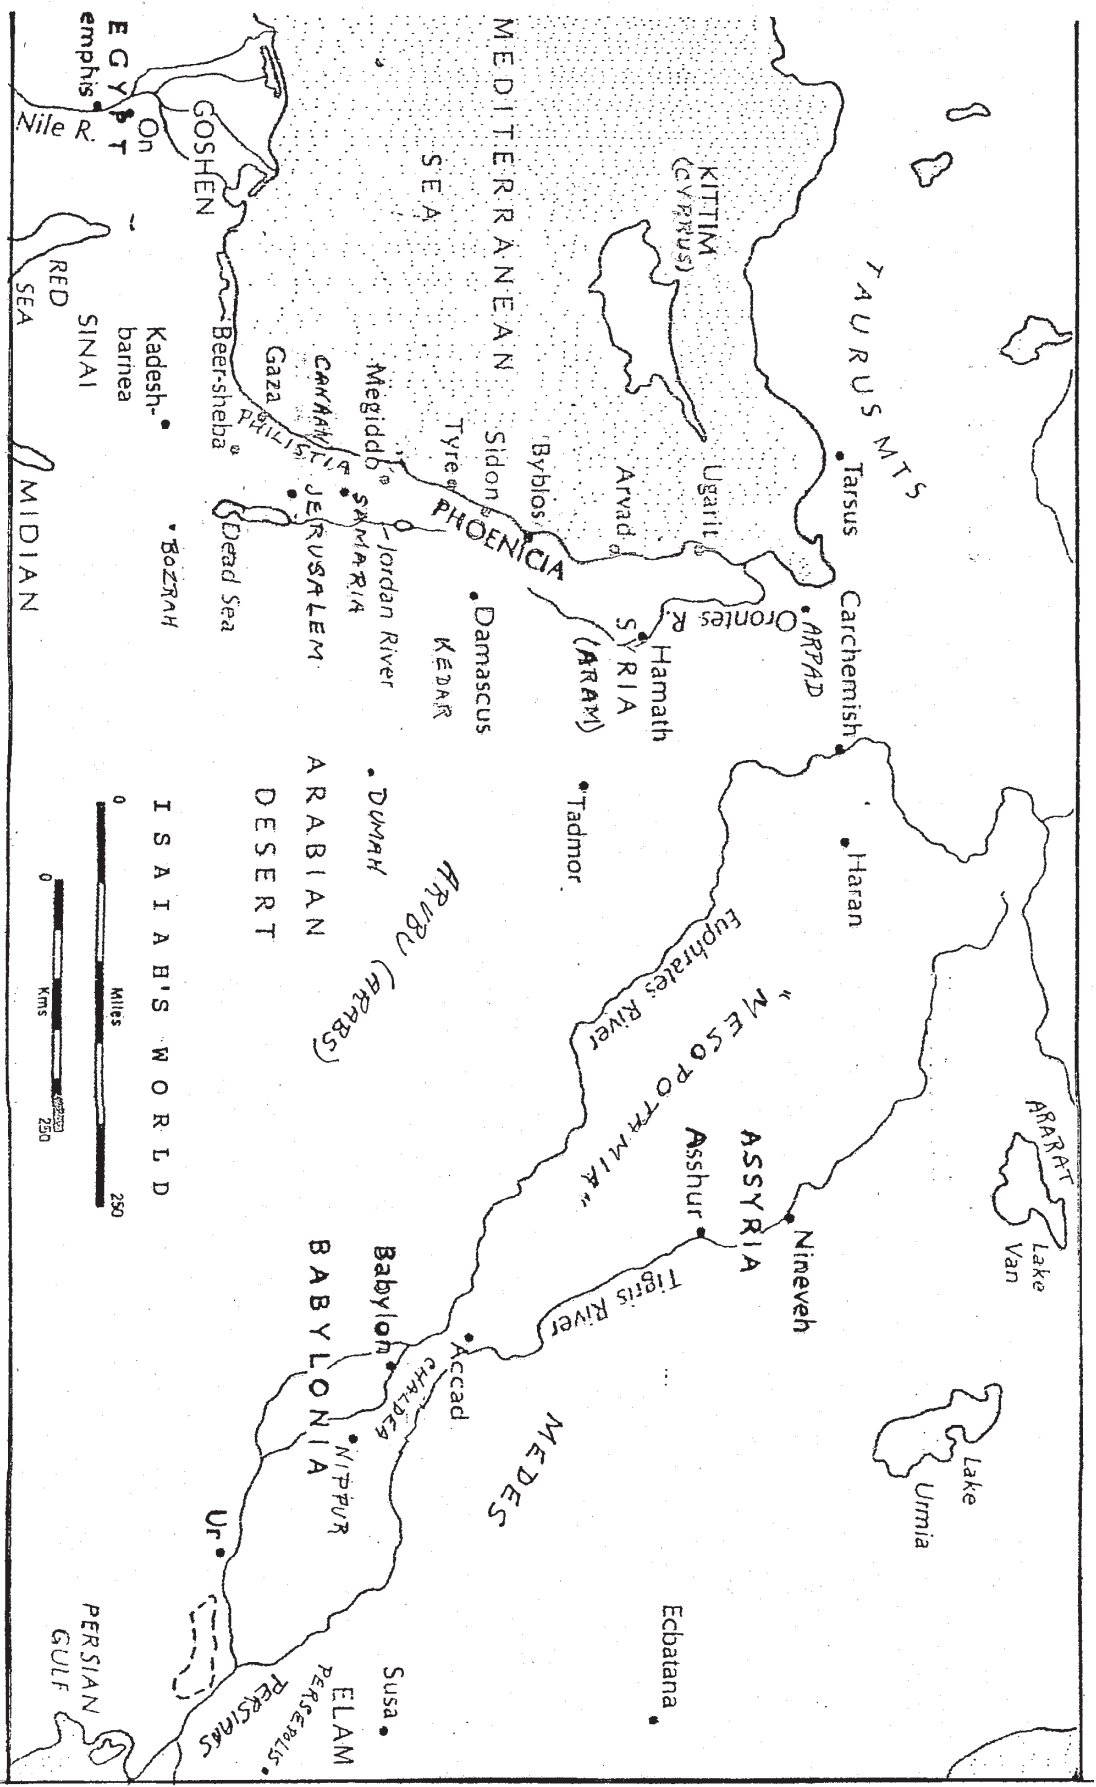 TAURUS MTS
ARARAT
Lake
Van
Lake
Urmia
Tarsus
Carchemish
ARPAD
Haran
Nineveh
ASSYRIA
Asshur
KITTIM
(CYPRUS)
Ugarit
Orontes R.
Arvad
Hamath
SYRIA
(ARAM)
Tadmor
Euphrates River
"MESOPOTAMIA"
Tigris River
Ecbatana
MEDES
MEDITERRANEAN
SEA
Byblos
Sidon
Tyre
PHOENICIA
Damascus
KEDAR
Accad
CHALDEA
Babylon
BABYLONIA
NIPPUR
Susa
ELAM
PERSEPOLIS
PERSIANS
Ur
PERSIAN
GULF
Megiddo
CANAAN
PHILISTIA
Gaza
Beer-sheba
SAMARIA
Jordan River
JERUSALEM
Dead Sea
DUMAH
ARUBU (ARABS)
ARABIAN
DESERT
GOSHEN
On
EGYPT
emphis
Nile R.
RED
SEA
SINAI
Kadesh-
barnea
BOZRAH
MIDIAN
ISAIAH'S WORLD
0 Miles 250
0 Kms 250